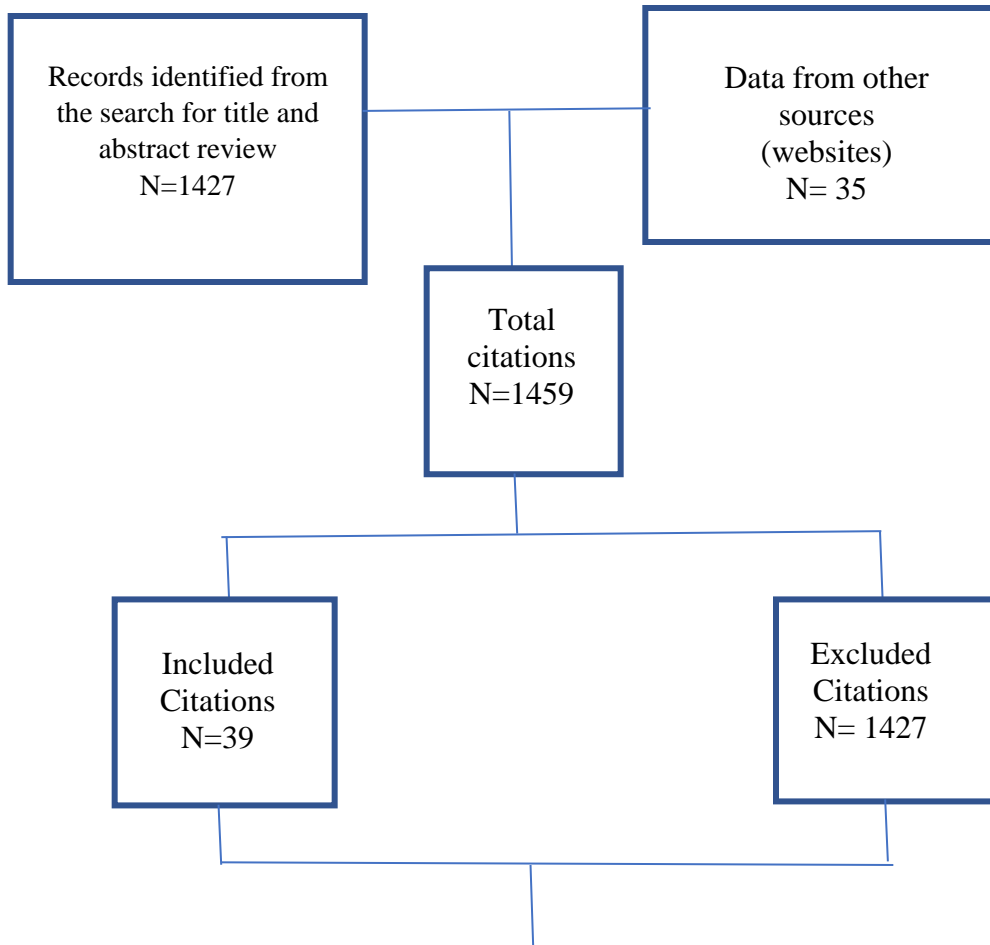 Records identified from
the search for title and
abstract review
N=1427
Data from other
sources
(websites)
N= 35
Total
citations
N=1459
Included
Citations
N=39
Excluded
Citations
N= 1427